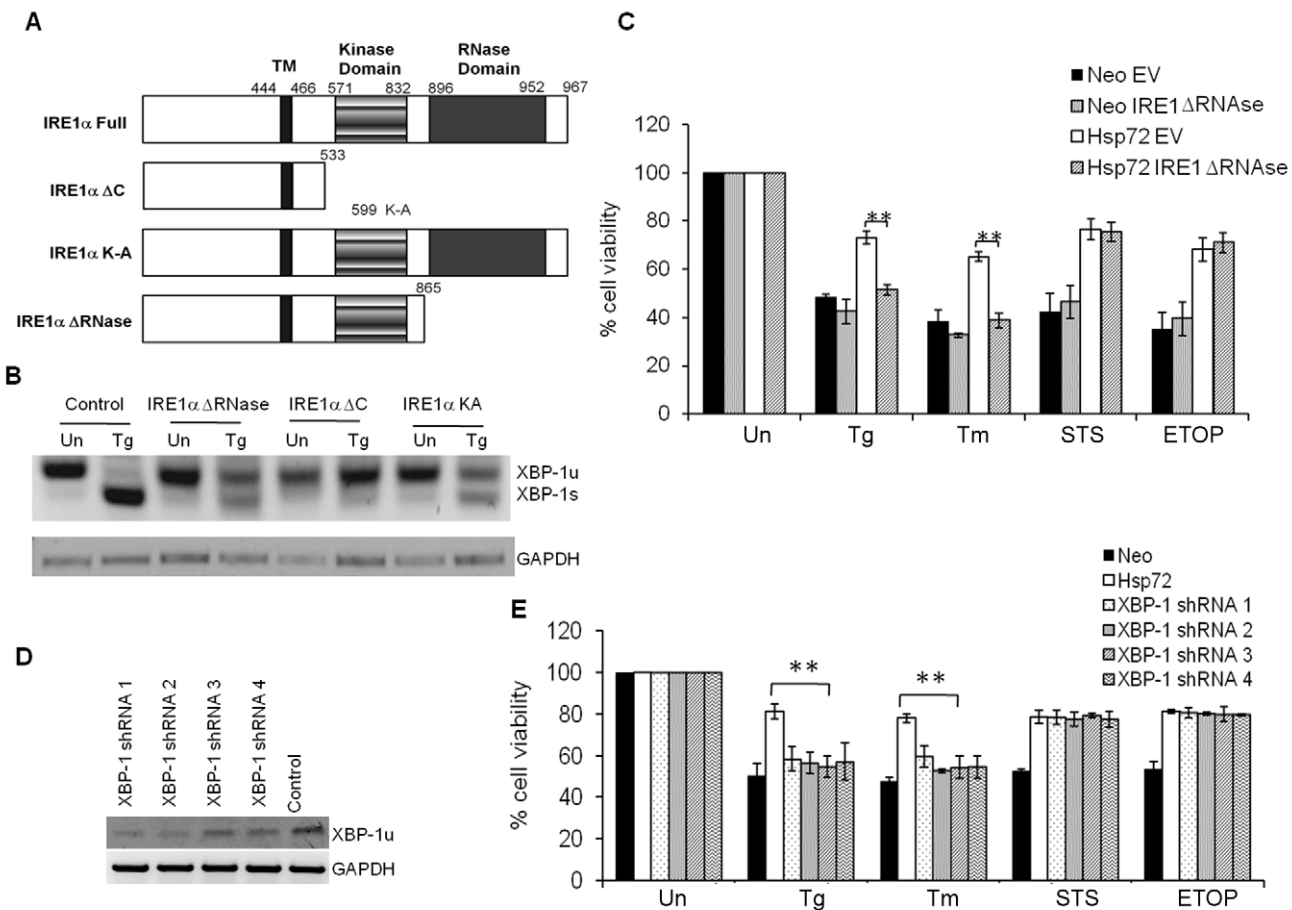 A
Kinase
Domain
RNase
Domain
TM
444 466 571 832 896 952 967
IRE1α Full
533
IRE1α ΔC
599 K-A
IRE1α K-A
865
IRE1α ΔRNase
B
Control IRE1α ΔRNase IRE1α ΔC IRE1α KA
Un Tg Un Tg Un Tg Un Tg
XBP-1u
XBP-1s
GAPDH
C
Neo EV
Neo IRE1 ΔRNAse
Hsp72 EV
Hsp72 IRE1 ΔRNAse
% cell viability
120
100
80
60
40
20
0
** **
Un Tg Tm STS ETOP
D
XBP-1 shRNA 1
XBP-1 shRNA 2
XBP-1 shRNA 3
XBP-1 shRNA 4
Control
XBP-1u
GAPDH
E
Neo
Hsp72
XBP-1 shRNA 1
XBP-1 shRNA 2
XBP-1 shRNA 3
XBP-1 shRNA 4
% cell viability
120
100
80
60
40
20
0
** **
Un Tg Tm STS ETOP